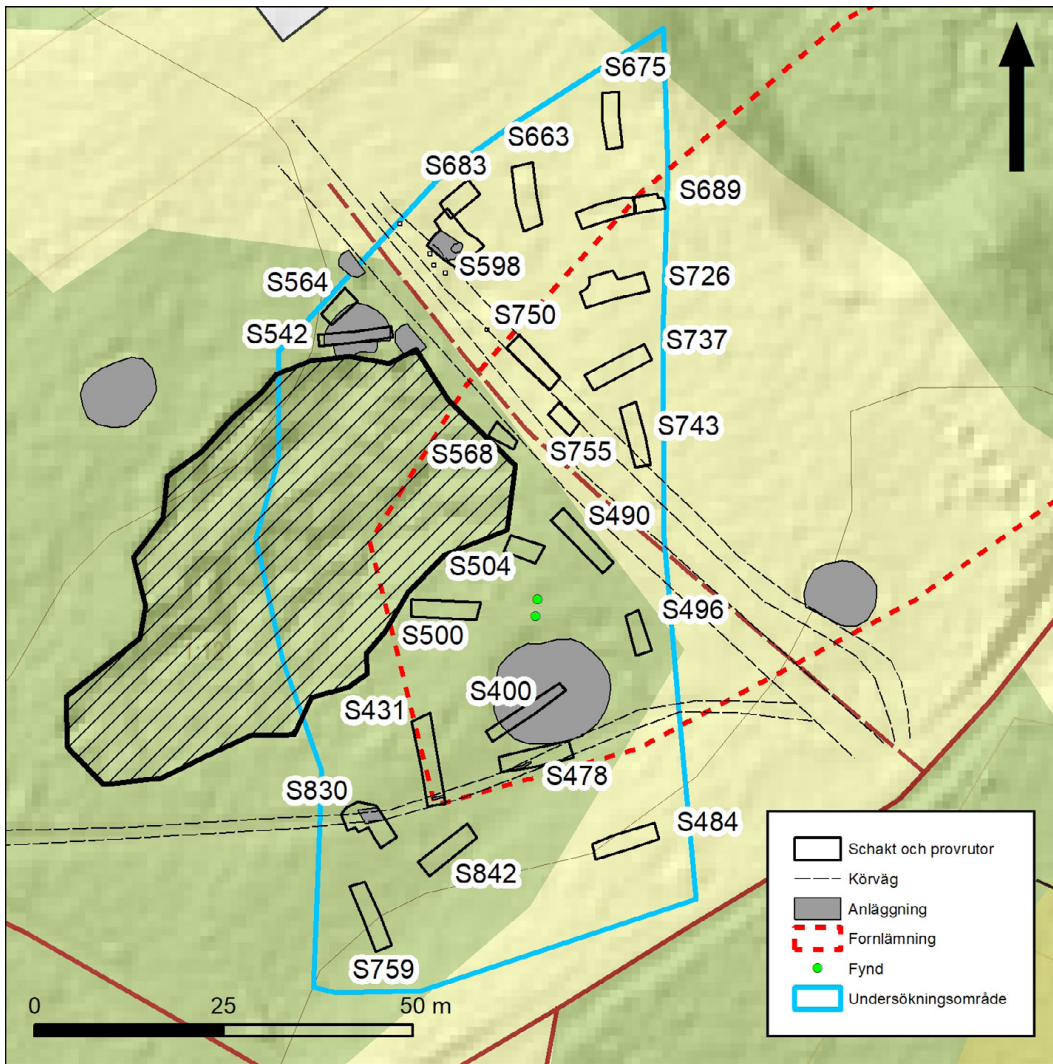 S675
S663
S683
S689
S598
S564
S726
S750
S542
S737
S743
S568
S755
S490
S504
S496
S500
S400
S431
S478
S830
S484
S842
S759
0
25
50 m
Schakt och provrutor
Körväg
Anläggning
Fornlämning
Fynd
Undersökningsområde